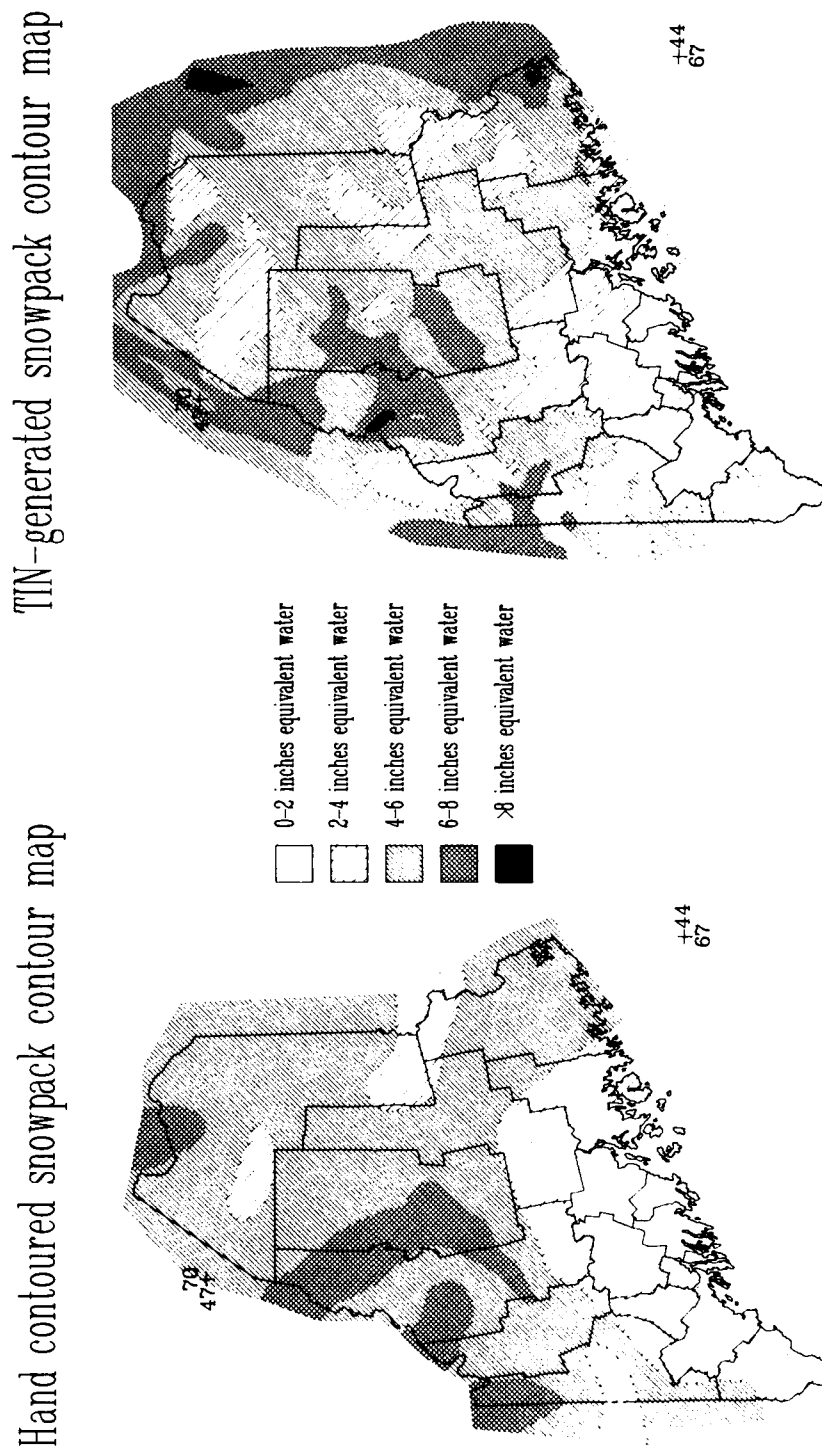 Hand contoured snowpack contour map
TIN-generated snowpack contour map
70
47+
+44
67
0-2 inches equivalent water
2-4 inches equivalent water
4-6 inches equivalent water
6-8 inches equivalent water
>8 inches equivalent water
+44
67